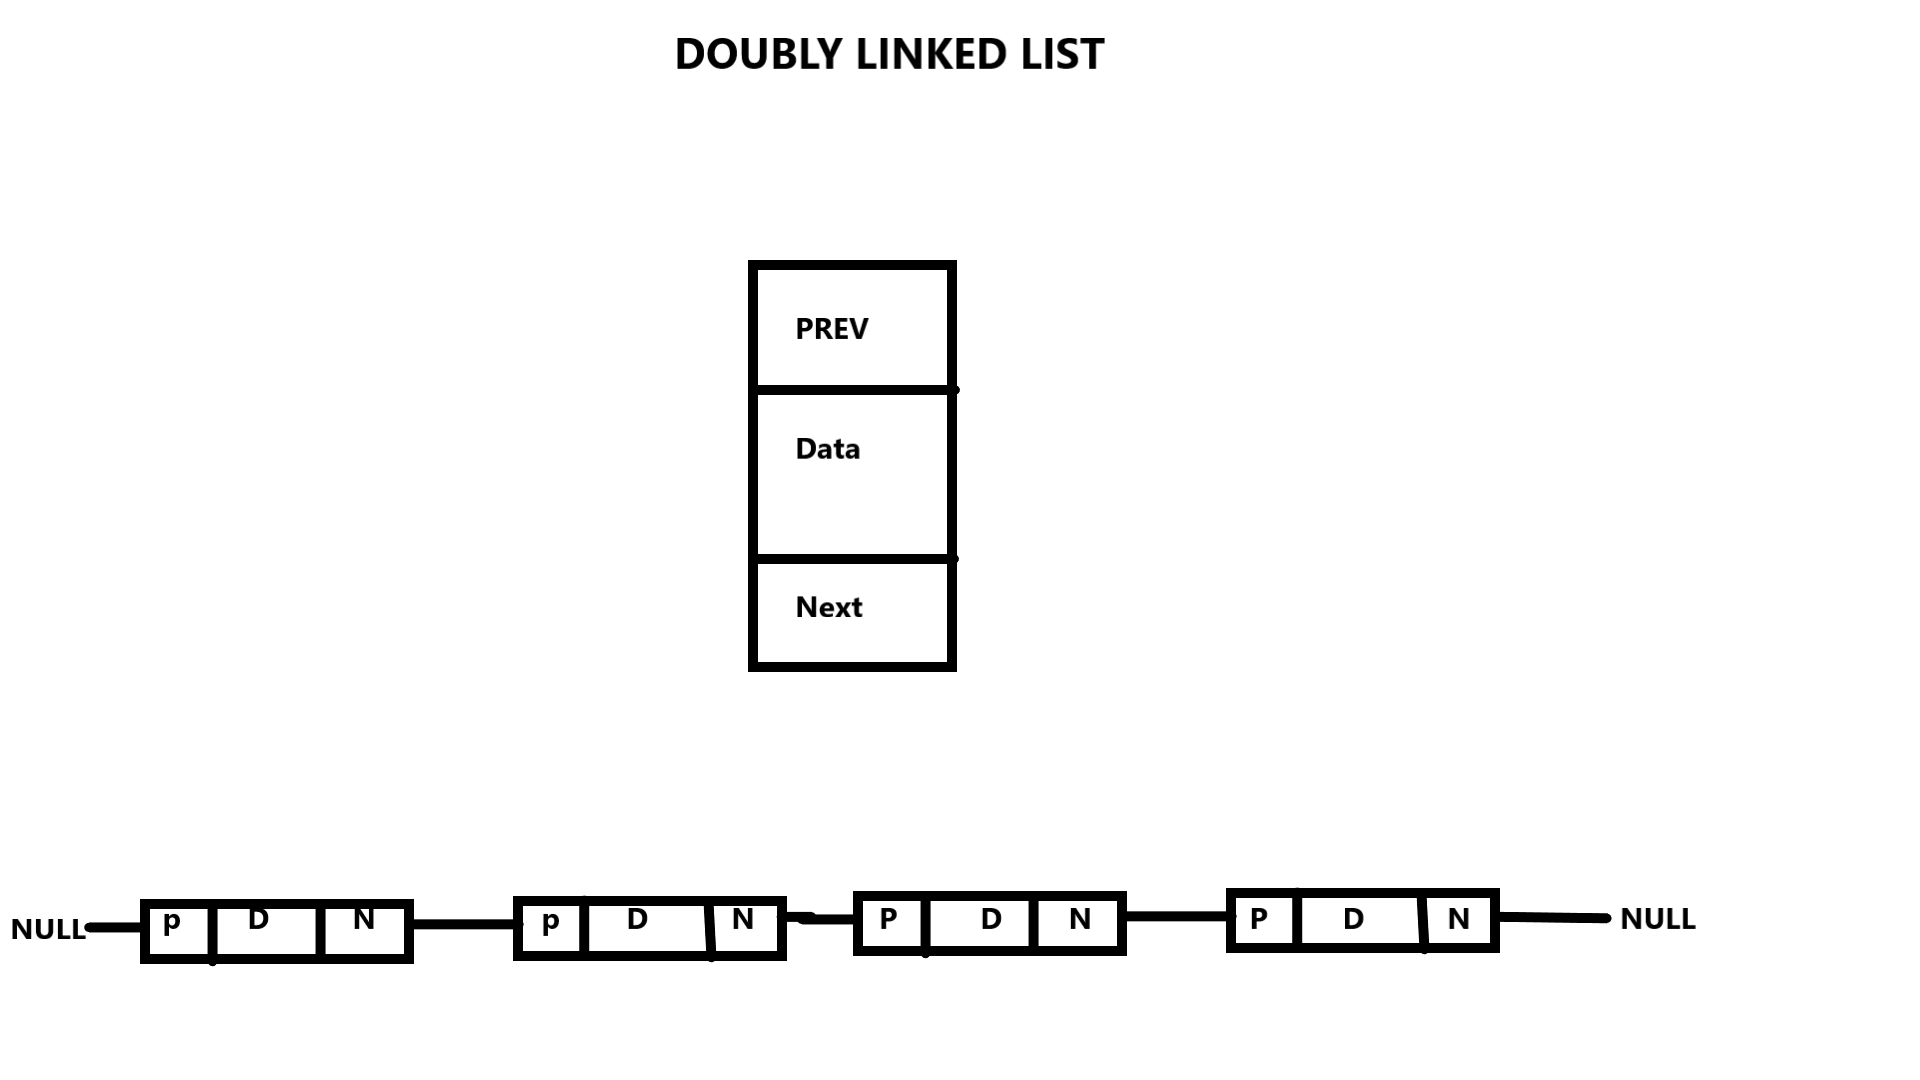 DOUBLY LINKED LIST
PREV
Data
Next
NULL p D N p D N P D N P D N NULL